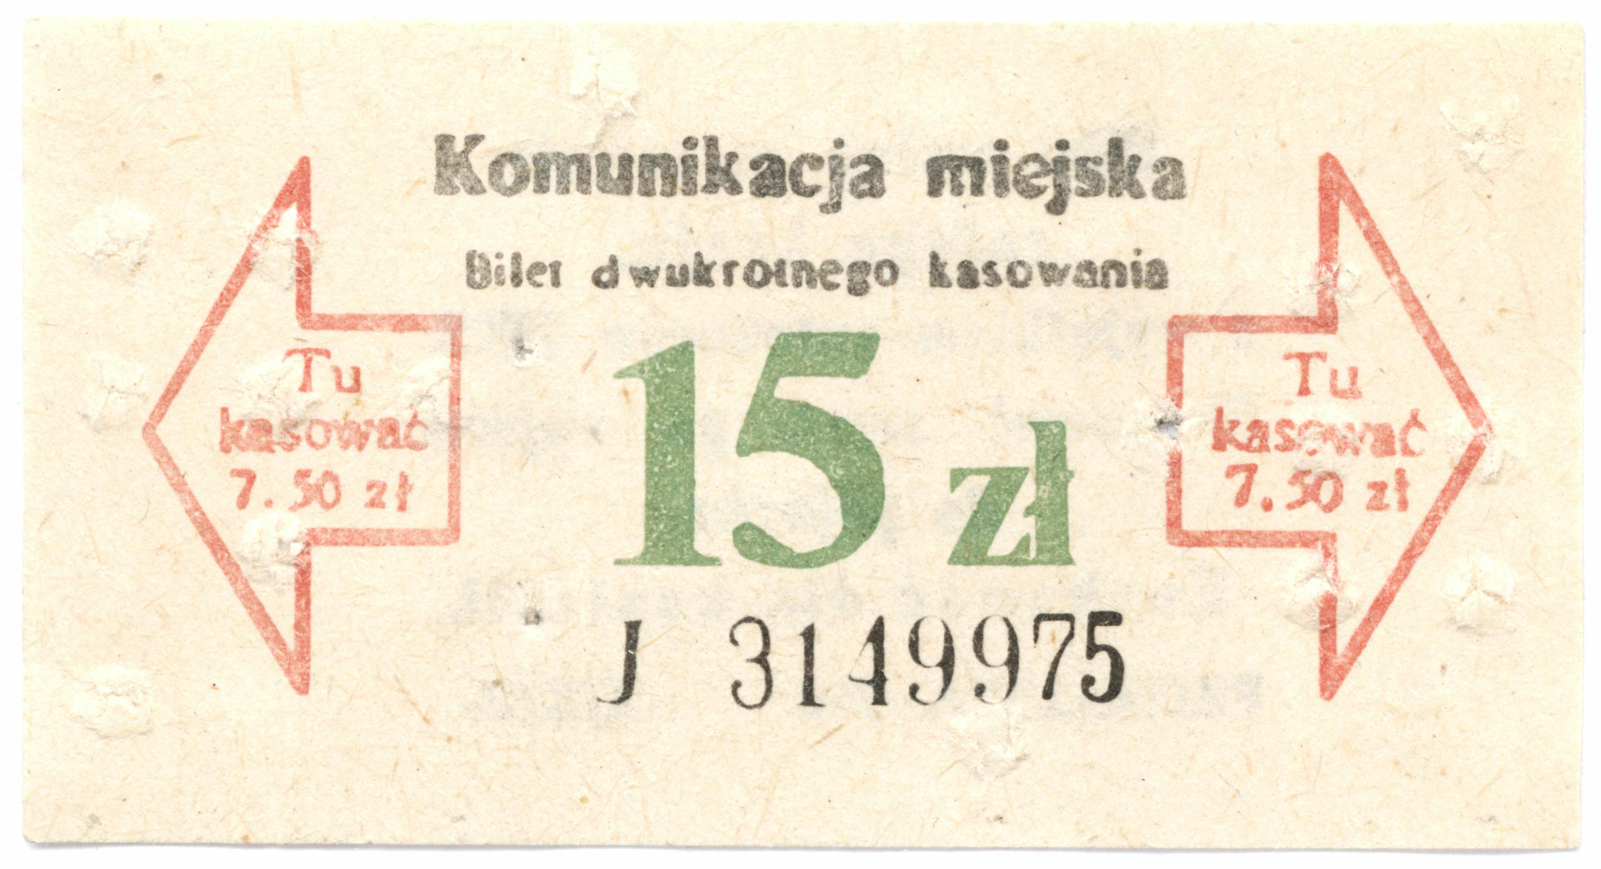 Komunikacja miejska
Bilet dwukrotnego kasowania
Tu
kasować
7.50 zł
15 zł
Tu
kasować
7.50 zł
J 3149975